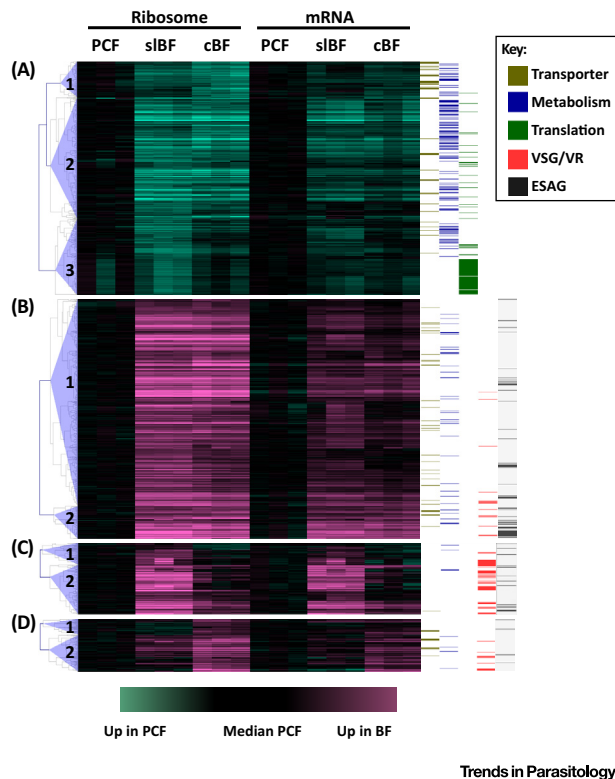 Ribosome mRNA
PCF slBF cBF PCF slBF cBF
Key:
Transporter
Metabolism
Translation
VSG/VR
ESAG
(A)
1
2
3
(B)
1
2
(C)
1
2
(D)
1
2
Up in PCF Median PCF Up in BF
Trends in Parasitology